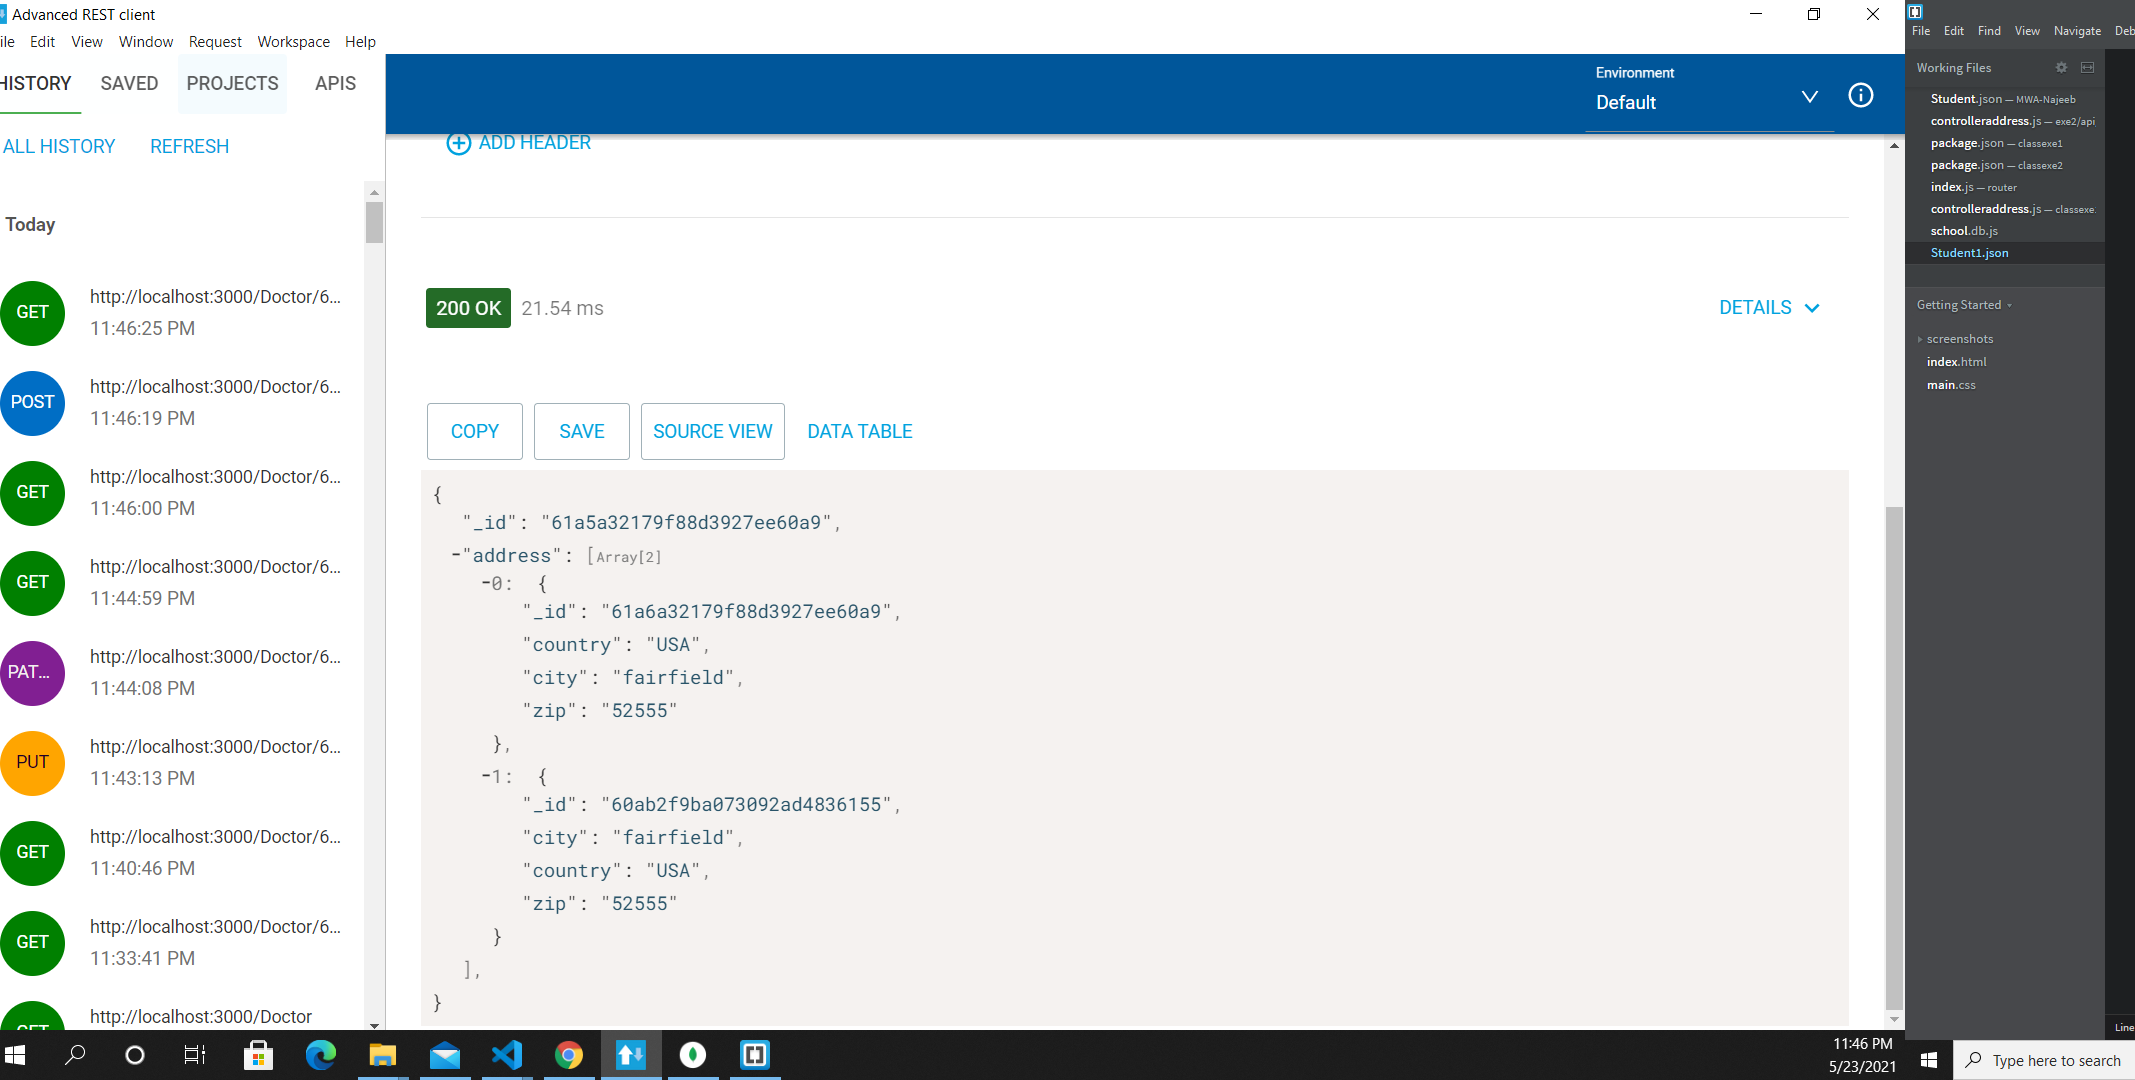 Advanced REST client
ile Edit View Window Request Workspace Help
HISTORY SAVED PROJECTS APIS
ALL HISTORY REFRESH
Today
GET http://localhost:3000/Doctor/6...
11:46:25 PM
POST http://localhost:3000/Doctor/6...
11:46:19 PM
GET http://localhost:3000/Doctor/6...
11:46:00 PM
GET http://localhost:3000/Doctor/6...
11:44:59 PM
PAT... http://localhost:3000/Doctor/6...
11:44:08 PM
PUT http://localhost:3000/Doctor/6...
11:43:13 PM
GET http://localhost:3000/Doctor/6...
11:40:46 PM
GET http://localhost:3000/Doctor/6...
11:33:41 PM
GET http://localhost:3000/Doctor
Environment
Default
ADD HEADER
200 OK 21.54 ms
DETAILS
COPY SAVE SOURCE VIEW DATA TABLE
{
"_id": "61a5a32179f88d3927ee60a9",
-"address": [Array[2]
-0: {
"_id": "61a6a32179f88d3927ee60a9",
"country": "USA",
"city": "fairfield",
"zip": "52555"
},
-1: {
"_id": "60ab2f9ba073092ad4836155",
"city": "fairfield",
"country": "USA",
"zip": "52555"
}
],
}
11:46 PM
5/23/2021
File Edit Find View Navigate Deb
Working Files
Student.json — MWA-Najeeb
controlleraddress.js — exe2/api
package.json — classexe1
package.json — classexe2
index.js — router
controlleraddress.js — classexe
school.db.js
Student1.json
Getting Started
screenshots
index.html
main.css
Line
Type here to search